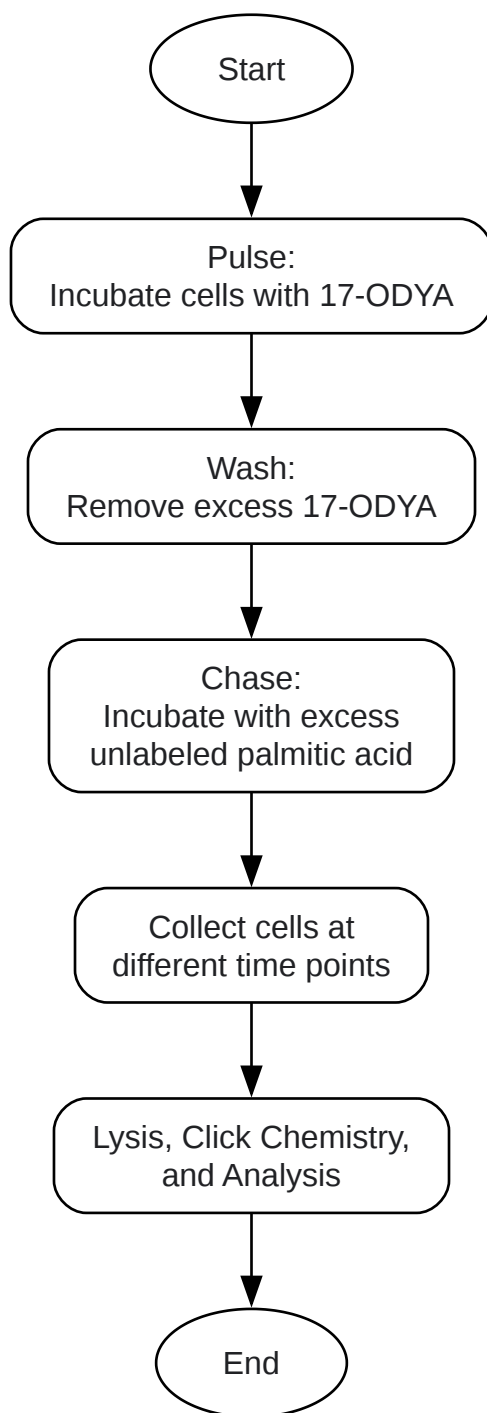 Start
Pulse:
Incubate cells with 17-ODYA
Wash:
Remove excess 17-ODYA
Chase:
Incubate with excess
unlabeled palmitic acid
Collect cells at
different time points
Lysis, Click Chemistry,
and Analysis
End